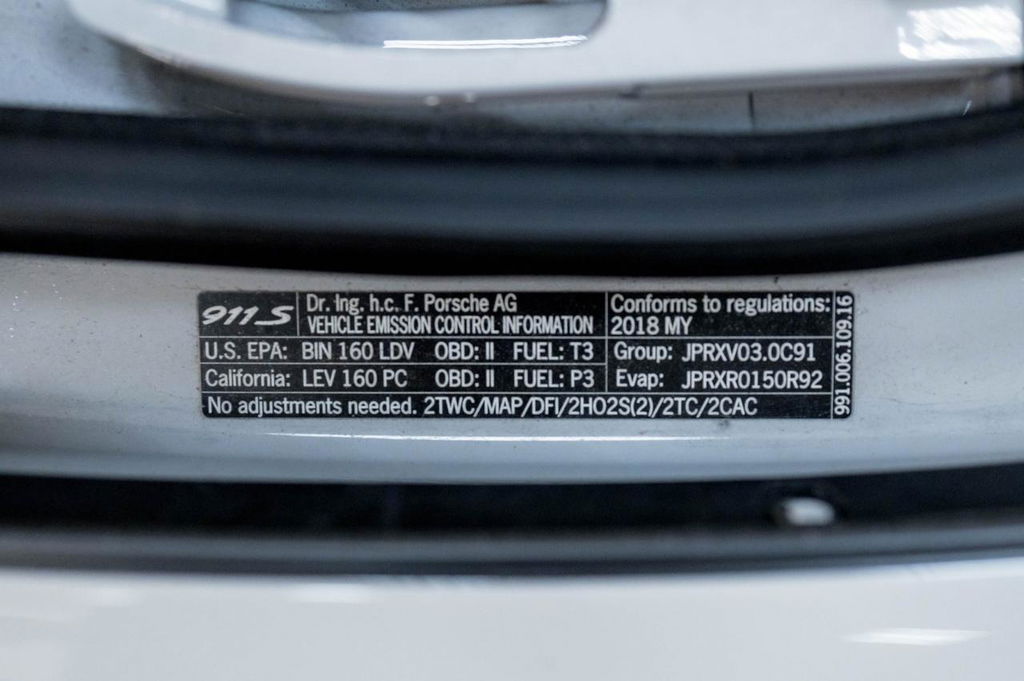 911 S
Dr. Ing. h.c. F. Porsche AG
VEHICLE EMISSION CONTROL INFORMATION
Conforms to regulations:
2018 MY
U.S. EPA: BIN 160 LDV OBD: II FUEL: T3
Group: JPRXV03.0C91
California: LEV 160 PC OBD: II FUEL: P3
Evap: JPRXR0150R92
No adjustments needed. 2TWC/MAP/DFI/2HO2S(2)/2TC/2CAC
991.006.109.16